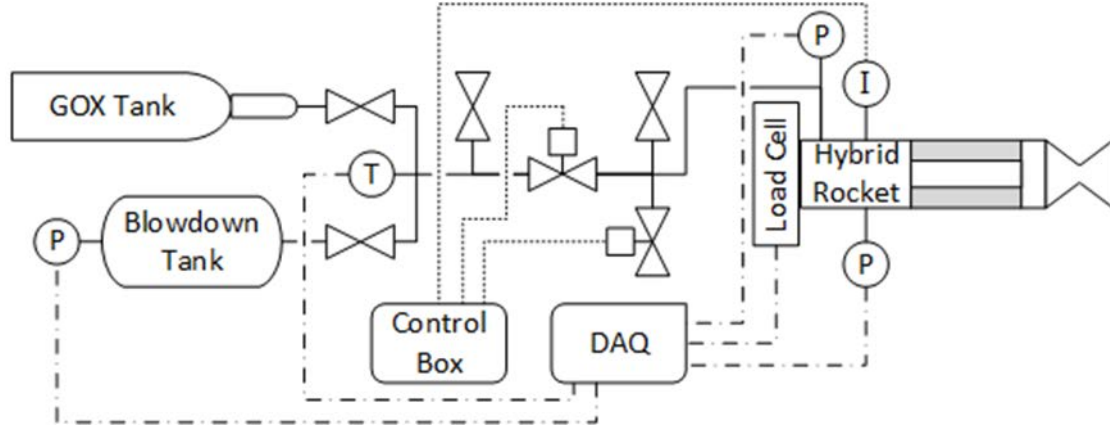 P
GOX Tank
I
Load Cell
Hybrid
Rocket
T
Blowdown
Tank
P
P
Control
Box
DAQ